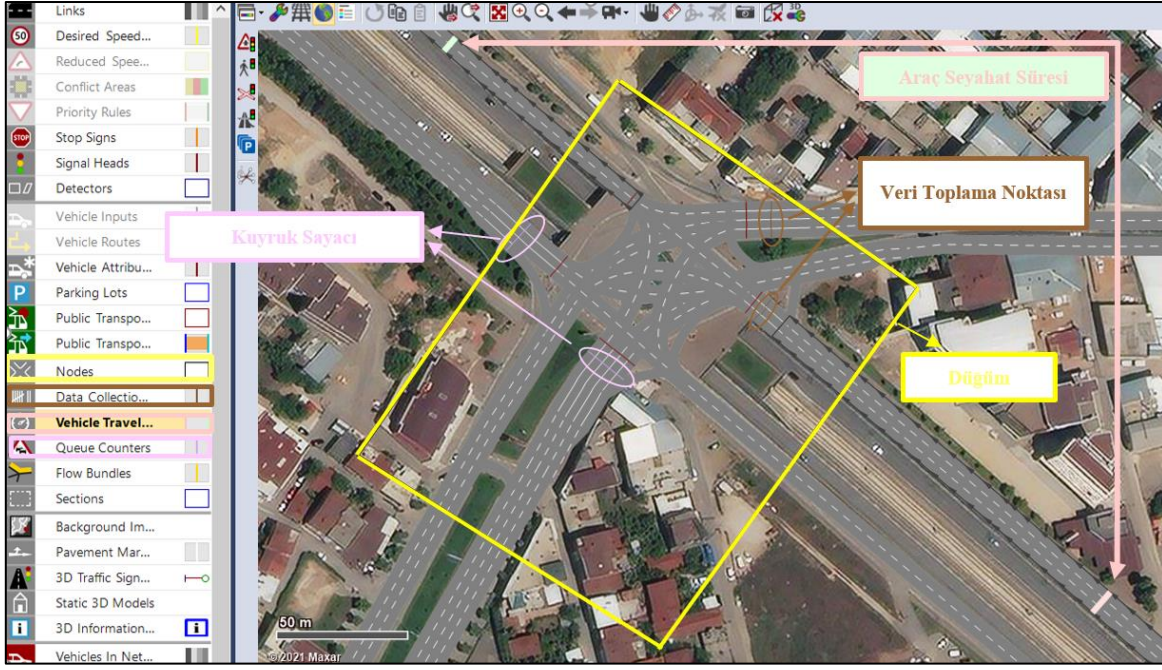 Links
50
Desired Speed...
Reduced Spee...
Conflict Areas
Priority Rules
STOP
Stop Signs
Signal Heads
Detectors
Vehicle Inputs
Vehicle Routes
Vehicle Attribu...
P
Parking Lots
Public Transpo...
Public Transpo...
Nodes
Data Collectio...
Vehicle Travel...
Queue Counters
Flow Bundles
Sections
Background Im...
Pavement Mar...
3D Traffic Sign...
Static 3D Models
3D Information...
Vehicles In Net...
3D
P
Araç Seyahat Süresi
Veri Toplama Noktası
Kuyruk Sayacı
Düğüm
50 m
©2021 Maxar